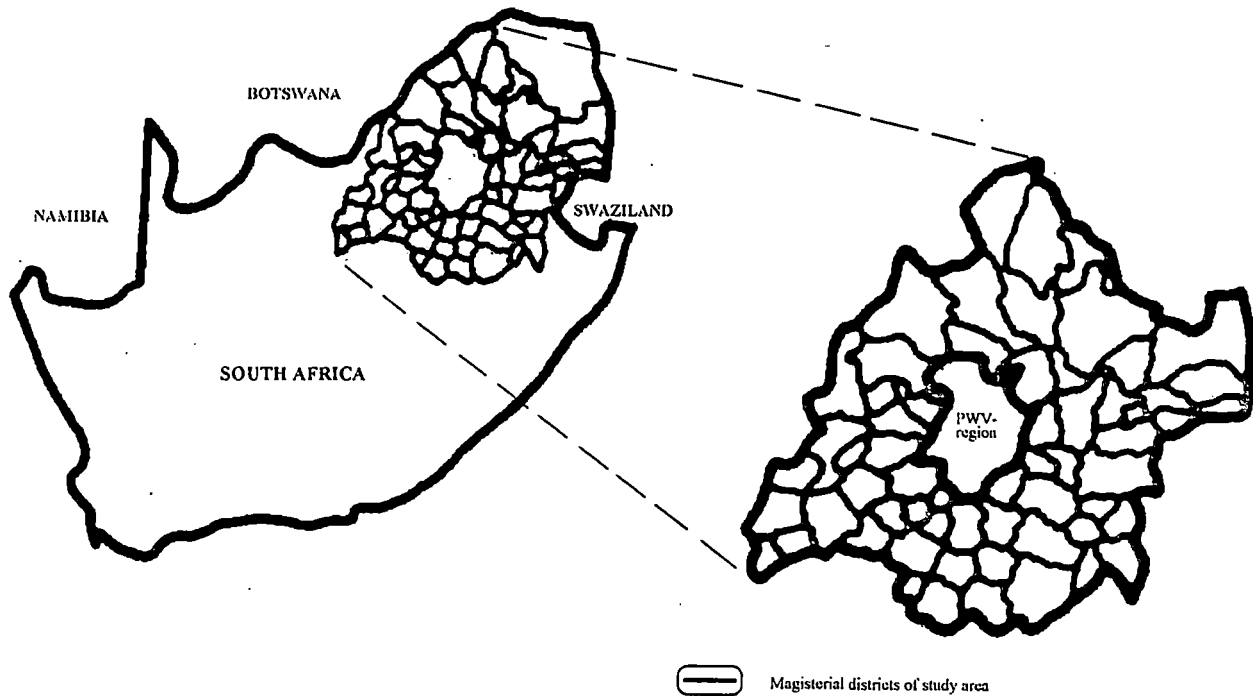 BOTSWANA
NAMIBIA
SWAZILAND
SOUTH AFRICA
PWV-
region
Magisterial districts of study area